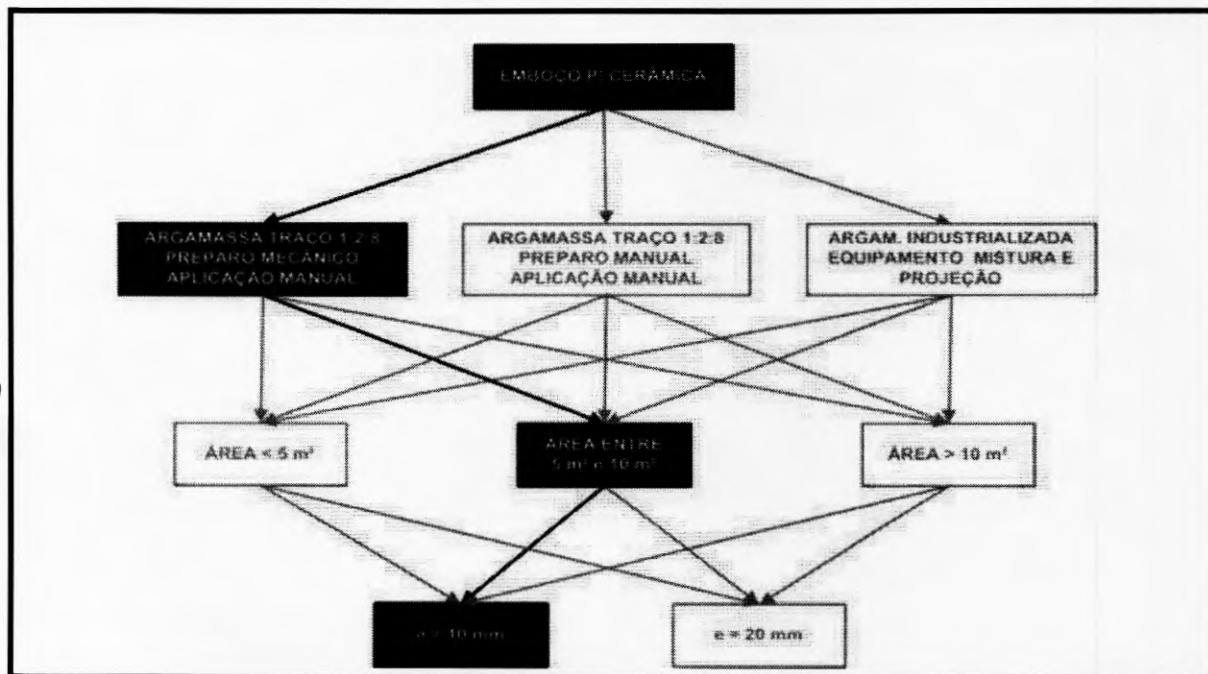 EMBOÇO P/ CERÂMICA
ARGAMASSA TRAÇO 1:2:8
PREPARO MECÂNICO
APLICAÇÃO MANUAL
ARGAMASSA TRAÇO 1:2:8
PREPARO MANUAL
APLICAÇÃO MANUAL
ARGAM. INDUSTRIALIZADA
EQUIPAMENTO MISTURA E
PROJEÇÃO
ÁREA < 5 m²
ÁREA ENTRE
5 m² e 10 m²
ÁREA > 10 m²
e = 10 mm
e = 20 mm